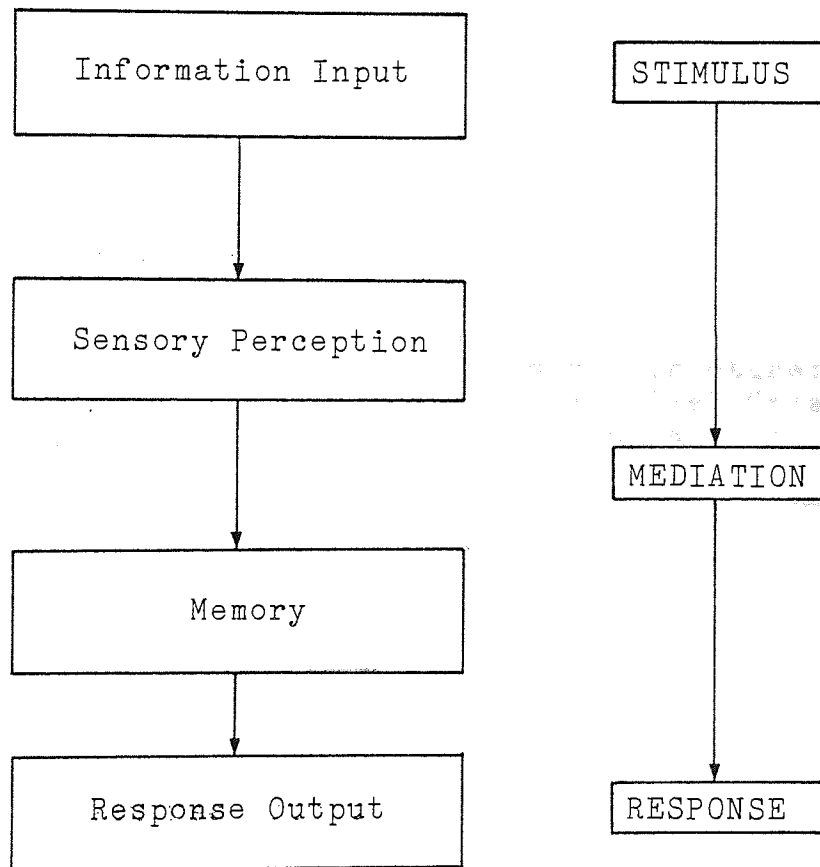 Information Input
STIMULUS
Sensory Perception
MEDIATION
Memory
Response Output
RESPONSE